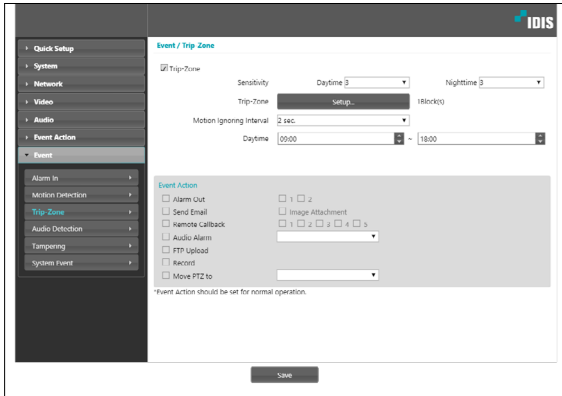 IDIS
Quick Setup
System
Network
Video
Audio
Event Action
Event
Alarm In
Motion Detection
Trip-Zone
Audio Detection
Tampering
System Event
Event / Trip Zone
Trip-Zone
Sensitivity Daytime 3 Nighttime 3
Trip-Zone Setup... 1Block(s)
Motion Ignoring Interval 2 sec.
Daytime 09:00 ~ 18:00
Event Action
Alarm Out 1 2
Send Email Image Attachment
Remote Callback 1 2 3 4 5
Audio Alarm
FTP Upload
Record
Move PTZ to
*Event Action should be set for normal operation.
Save